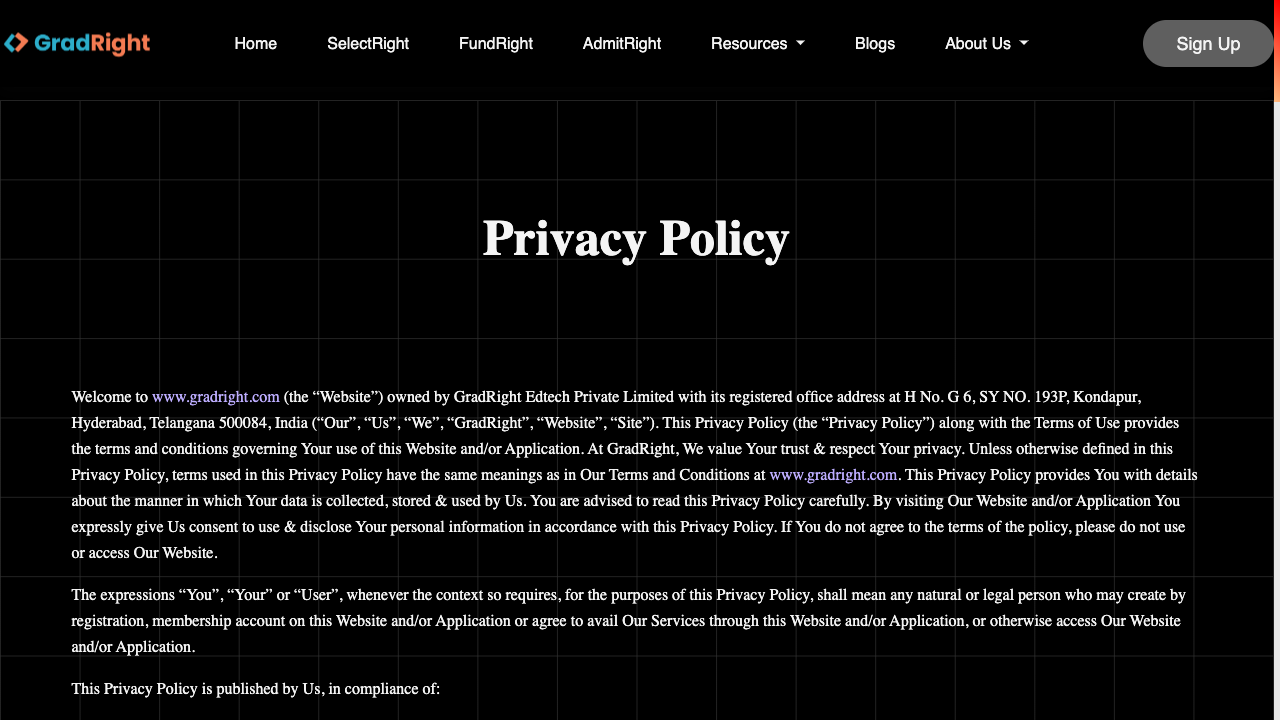 GradRight Home SelectRight FundRight AdmitRight Resources Blogs About Us Sign Up
Privacy Policy
Welcome to www.gradright.com (the “Website”) owned by GradRight Edtech Private Limited with its registered office address at H No. G 6, SY NO. 193P, Kondapur,
Hyderabad, Telangana 500084, India (“Our”, “Us”, “We”, “GradRight”, “Website”, “Site”). This Privacy Policy (the “Privacy Policy”) along with the Terms of Use provides
the terms and conditions governing Your use of this Website and/or Application. At GradRight, We value Your trust & respect Your privacy. Unless otherwise defined in this
Privacy Policy, terms used in this Privacy Policy have the same meanings as in Our Terms and Conditions at www.gradright.com. This Privacy Policy provides You with details
about the manner in which Your data is collected, stored & used by Us. You are advised to read this Privacy Policy carefully. By visiting Our Website and/or Application You
expressly give Us consent to use & disclose Your personal information in accordance with this Privacy Policy. If You do not agree to the terms of the policy, please do not use
or access Our Website.
The expressions “You”, “Your” or “User”, whenever the context so requires, for the purposes of this Privacy Policy, shall mean any natural or legal person who may create by
registration, membership account on this Website and/or Application or agree to avail Our Services through this Website and/or Application, or otherwise access Our Website
and/or Application.
This Privacy Policy is published by Us, in compliance of: